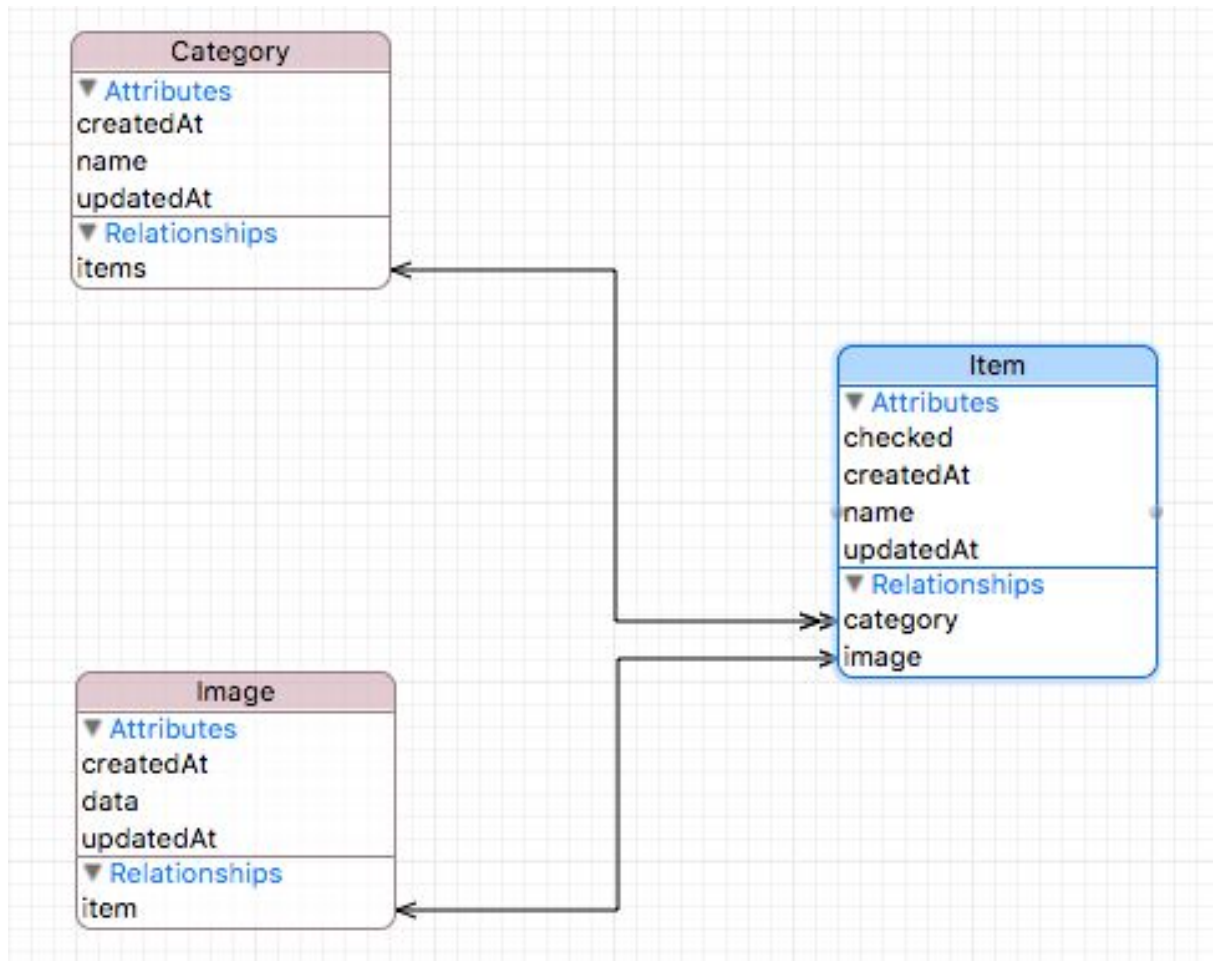 Category
Attributes
createdAt
name
updatedAt
Relationships
items
Item
Attributes
checked
createdAt
name
updatedAt
Relationships
category
image
Image
Attributes
createdAt
data
updatedAt
Relationships
item